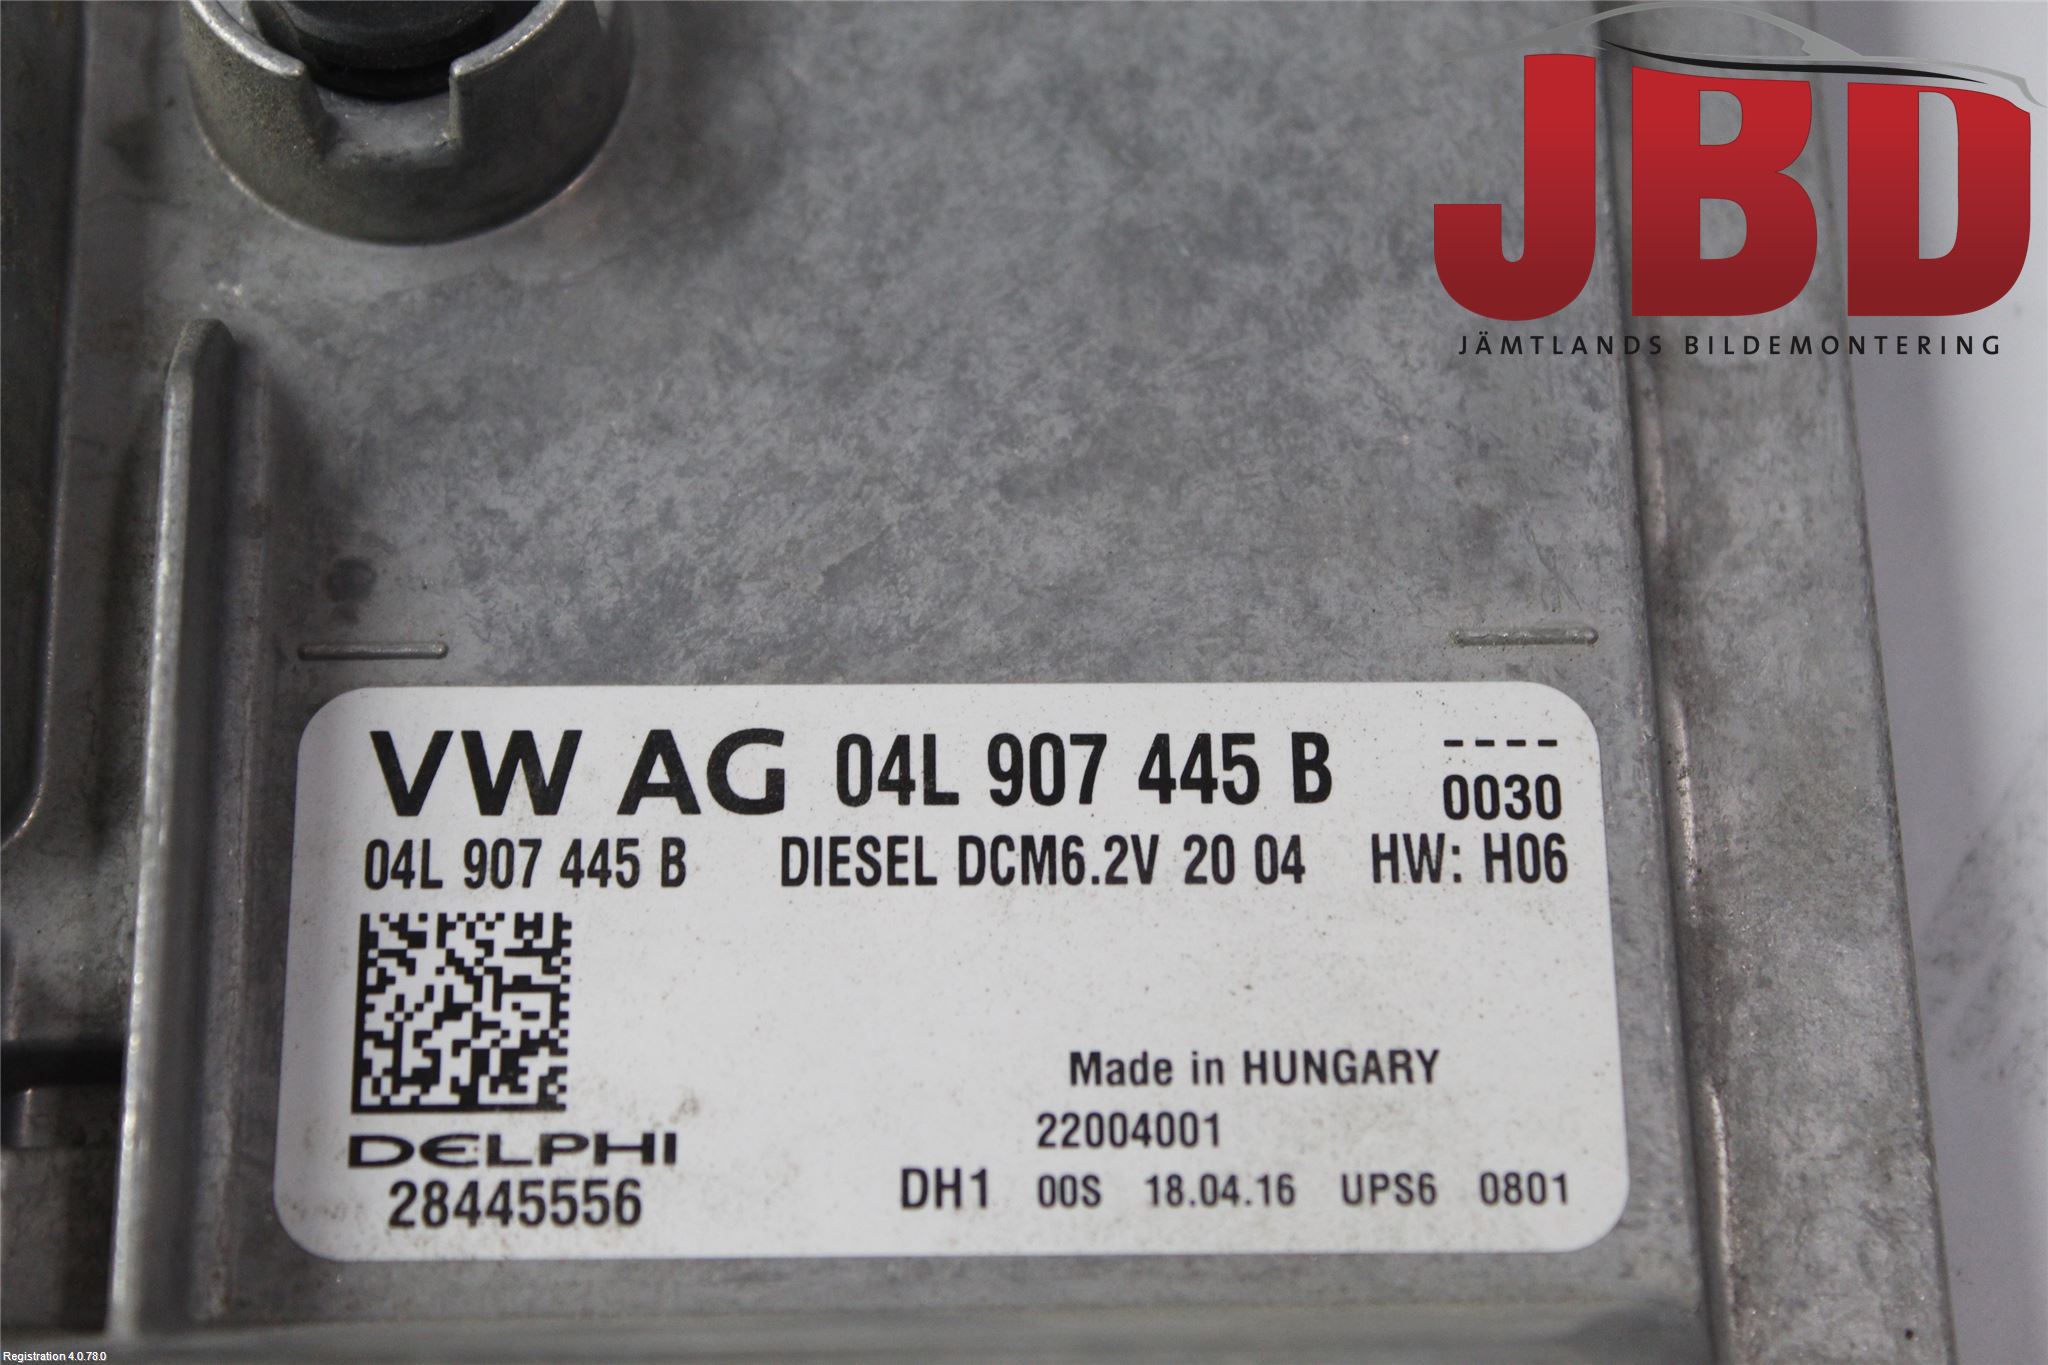 JBD
JÄMTLANDS BILDEMONTERING
VW AG 04L 907 445 B ----
0030
04L 907 445 B DIESEL DCM6.2V 20 04 HW: H06
Made in HUNGARY
22004001
DELPHI
28445556 DH1 00S 18.04.16 UPS6 0801
Registration 4.0.78.0